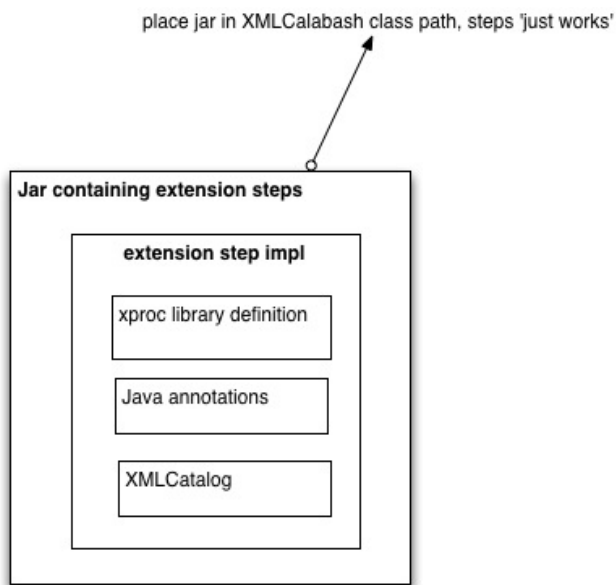 place jar in XMLCalabash class path, steps 'just works'
Jar containing extension steps
extension step impl
xproc library definition
Java annotations
XMLCatalog